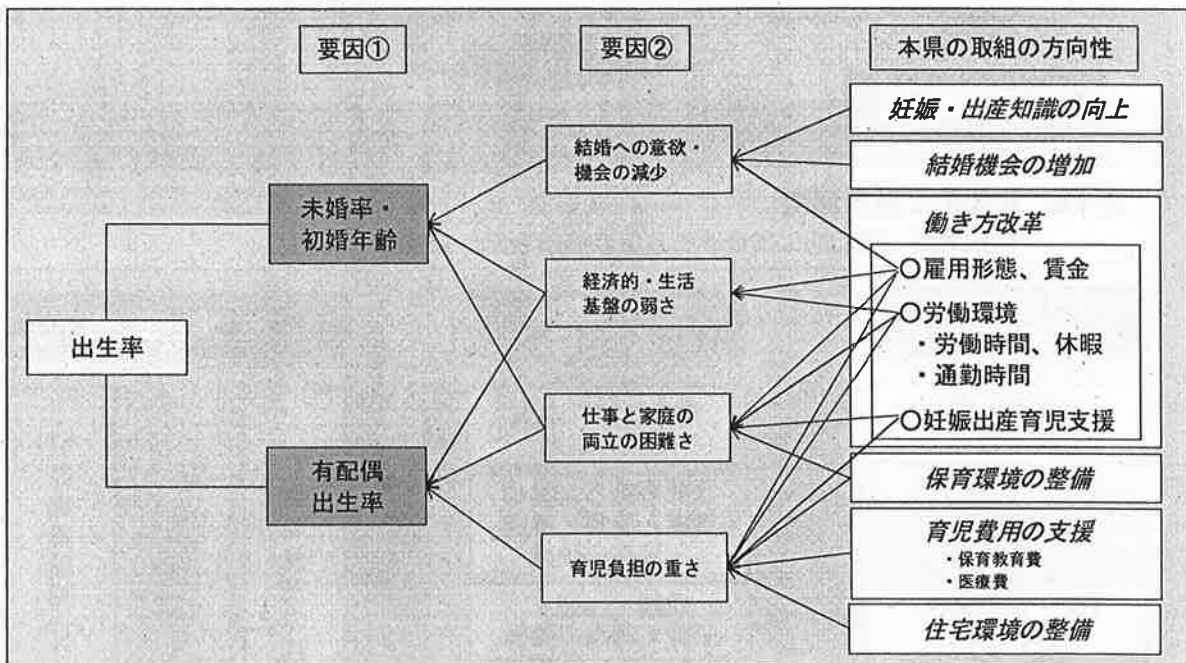 要因①
要因②
本県の取組の方向性
出生率
未婚率・
初婚年齢
有配偶
出生率
結婚への意欲・
機会の減少
経済的・生活
基盤の弱さ
仕事と家庭の
両立の困難さ
育児負担の重さ
妊娠・出産知識の向上
結婚機会の増加
働き方改革
○雇用形態、賃金
○労働環境
・労働時間、休暇
・通勤時間
○妊娠出産育児支援
保育環境の整備
育児費用の支援
・保育教育費
・医療費
住宅環境の整備